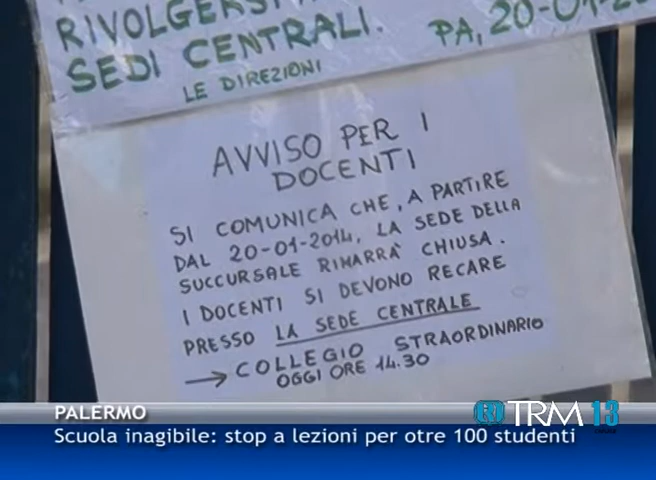 RIVOLGERSI
SEDI CENTRALI.
PA, 20-01-20
LE DIREZIONI
AVVISO PER I
DOCENTI
SI COMUNICA CHE, A PARTIRE
DAL 20-01-2014, LA SEDE DELLA
SUCCURSALE RIMARRÀ CHIUSA.
I DOCENTI SI DEVONO RECARE
PRESSO LA SEDE CENTRALE
→ COLLEGIO STRAORDINARIO
OGGI ORE 14.30
PALERMO
TRM 13
Scuola inagibile: stop a lezioni per otre 100 studenti